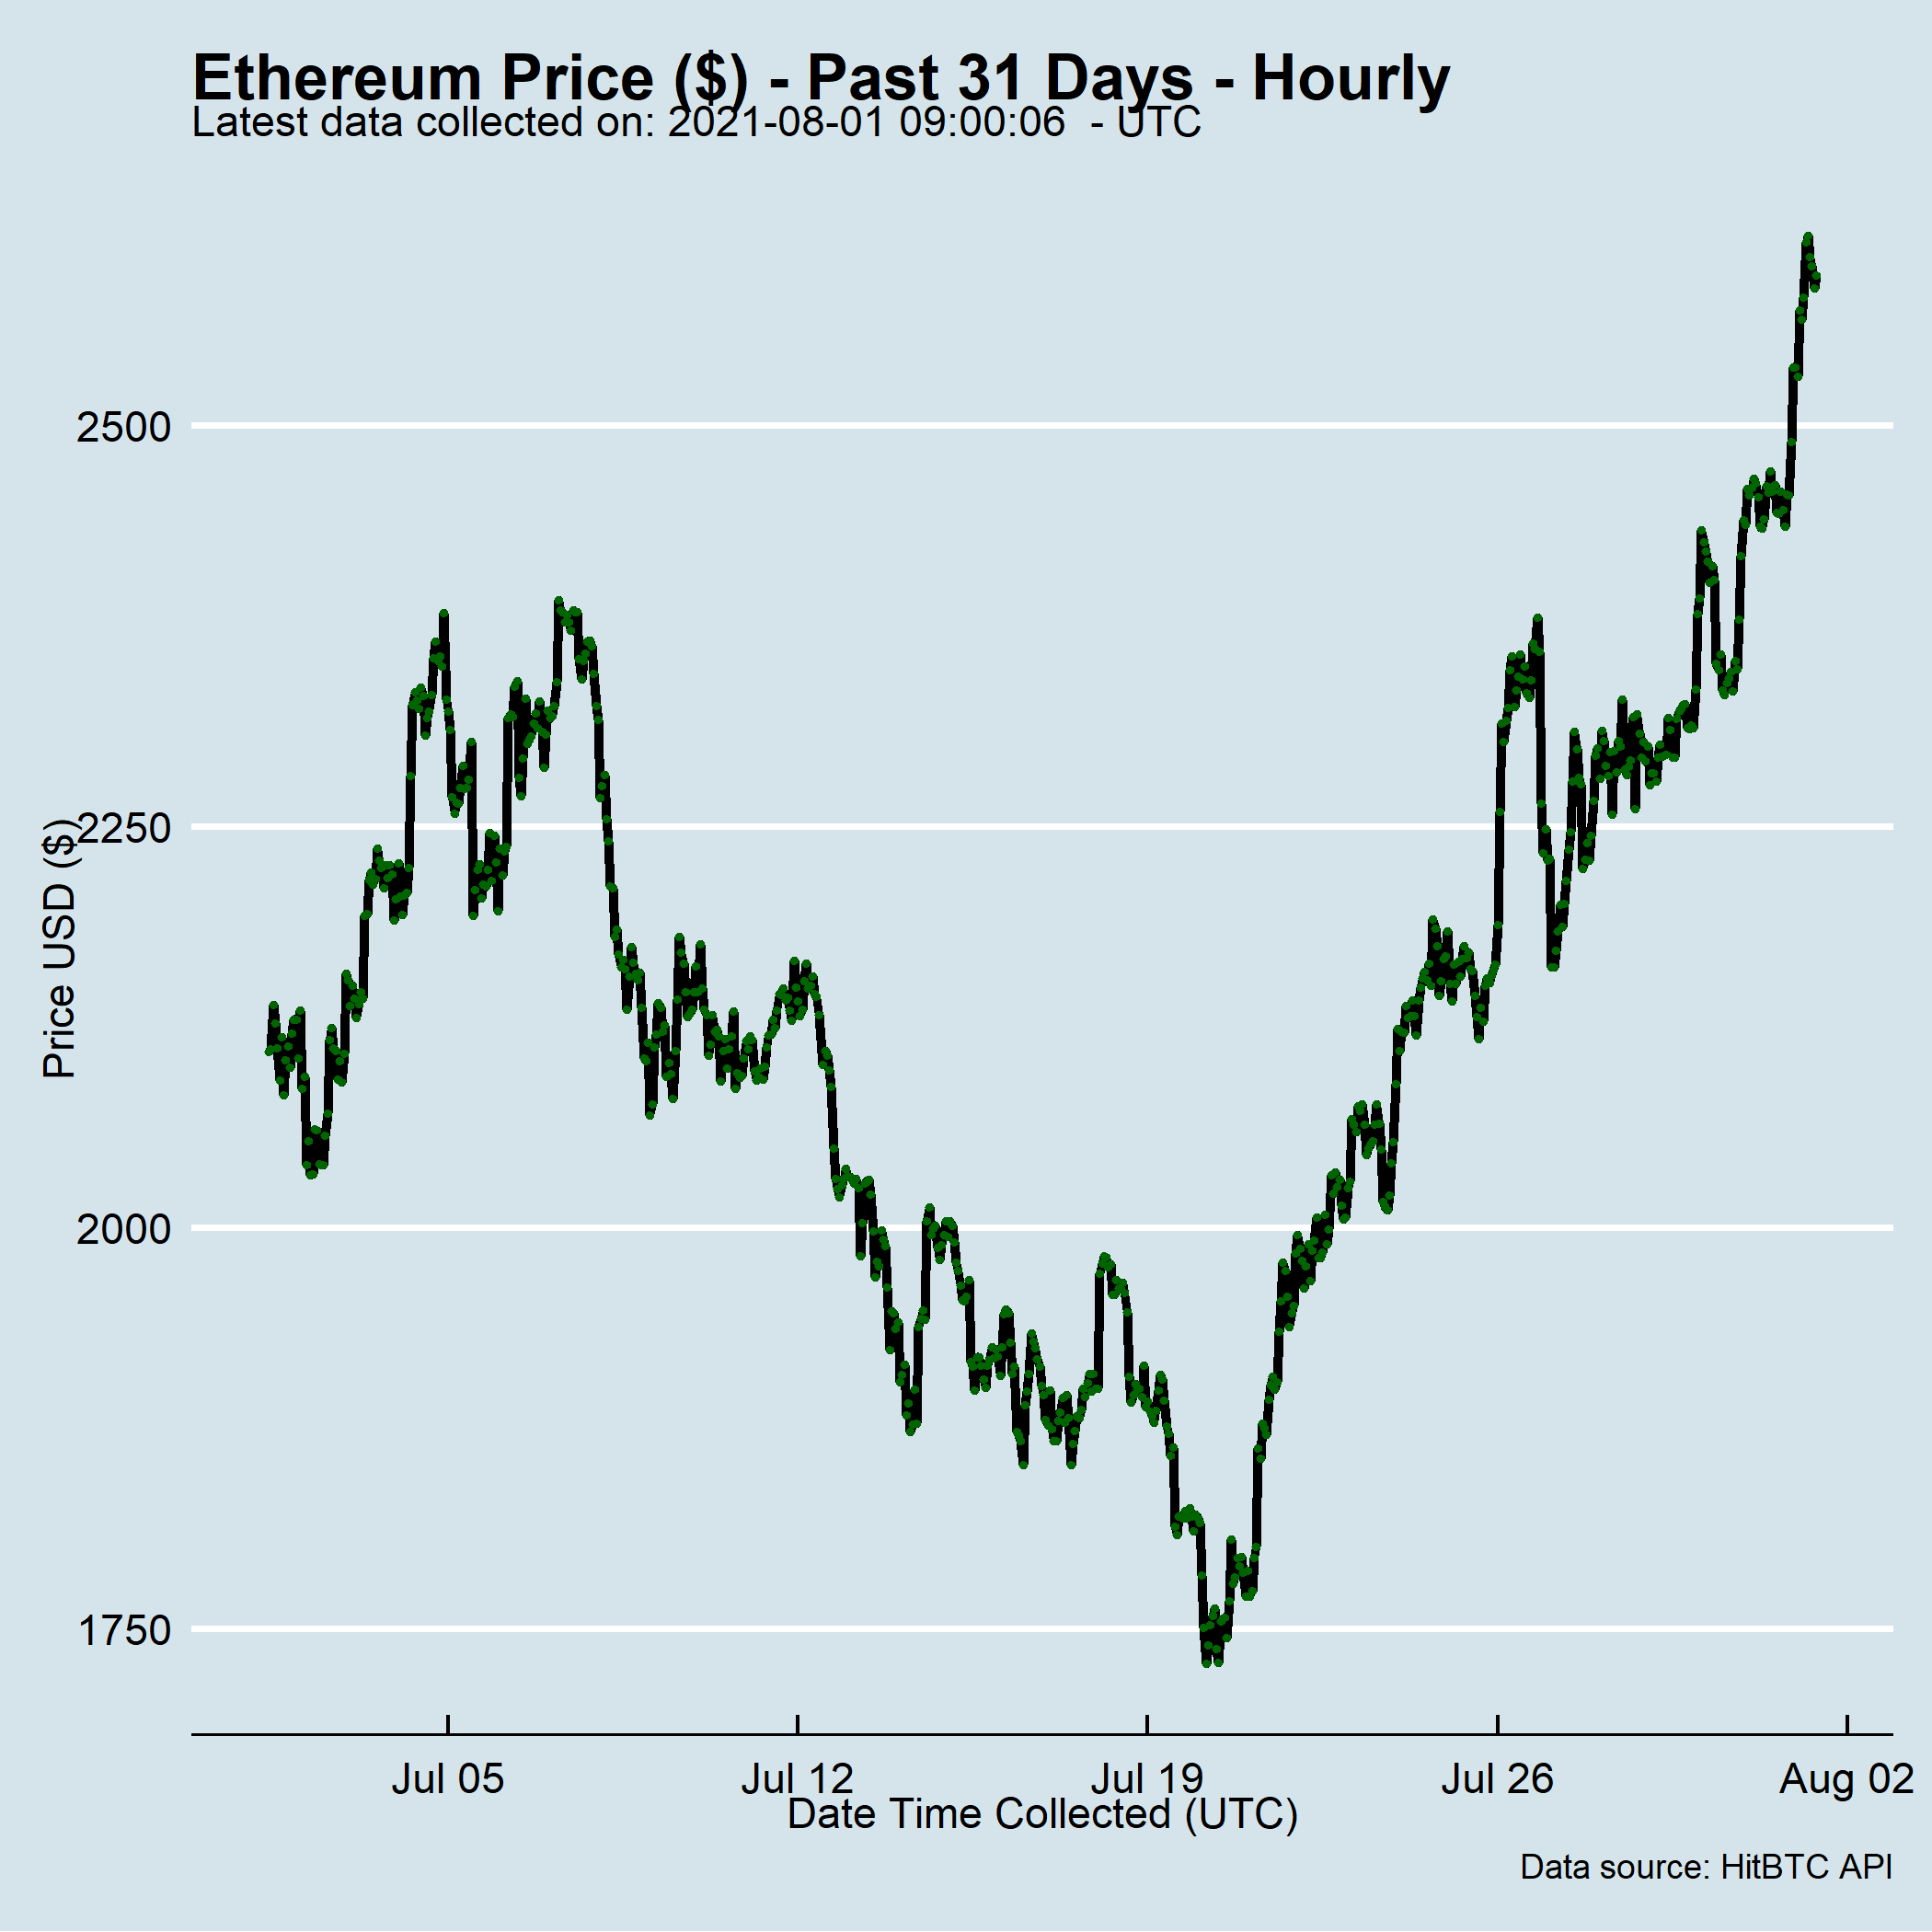 Ethereum Price ($) - Past 31 Days - Hourly
Latest data collected on: 2021-08-01 09:00:06  - UTC
2500
2250
2000
1750
Price USD ($)
Jul 05
Jul 12
Jul 19
Jul 26
Aug 02
Date Time Collected (UTC)
Data source: HitBTC API